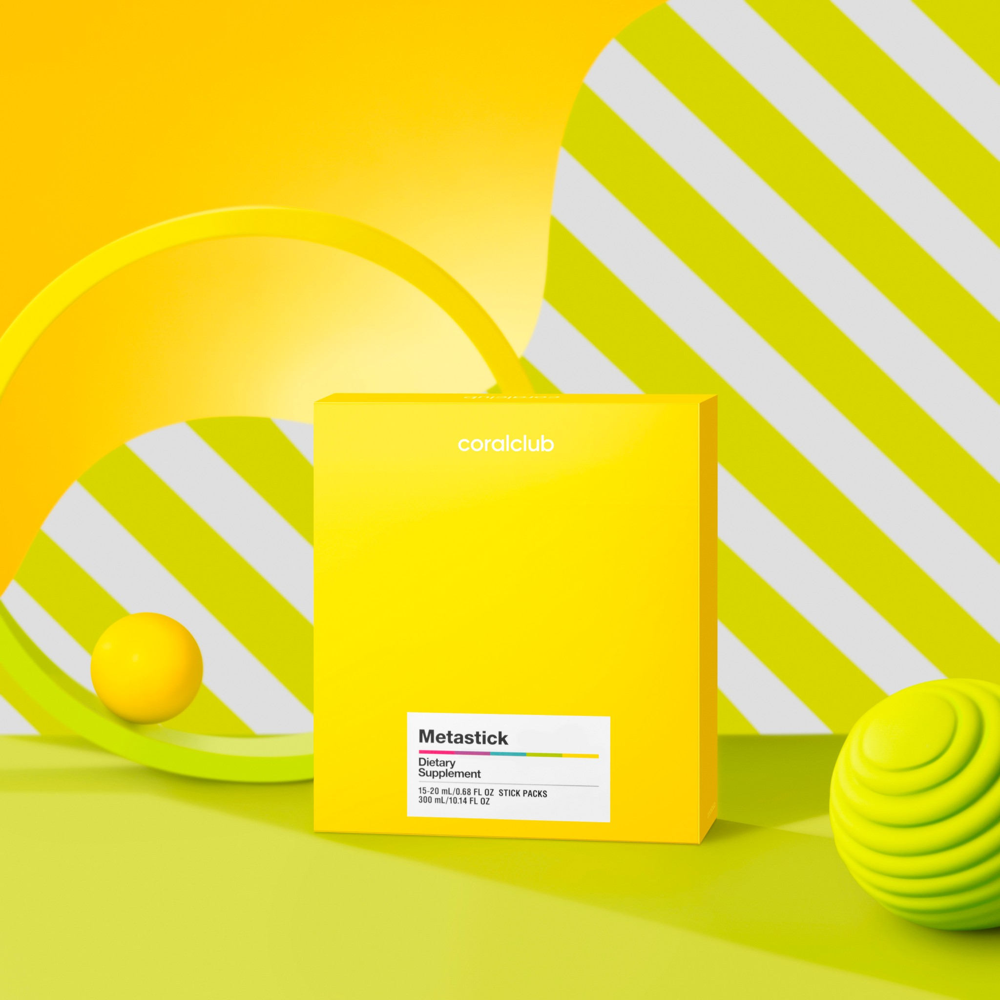 coralclub
coralclub
Metastick
Dietary
Supplement
15-20 mL/0.68 FL OZ STICK PACKS
300 mL/10.14 FL OZ